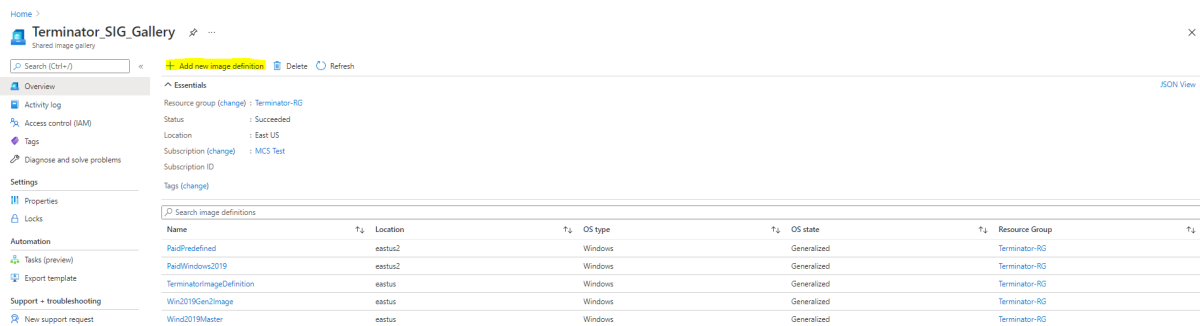 Home >
Terminator_SIG_Gallery ...
Shared image gallery
Search (Ctrl+/) «
Overview
Activity log
Access control (IAM)
Tags
Diagnose and solve problems
Settings
Properties
Locks
Automation
Tasks (preview)
Export template
Support + troubleshooting
New support request
+ Add new image definition Delete Refresh
Essentials JSON View
Resource group (change) : Terminator-RG
Status : Succeeded
Location : East US
Subscription (change) : MCS Test
Subscription ID
Tags (change)
Search image definitions
Name ↑↓ Location ↑↓ OS type ↑↓ OS state ↑↓ Resource Group ↑↓
PaidPredefined eastus2 Windows Generalized Terminator-RG
PaidWindows2019 eastus2 Windows Generalized Terminator-RG
TerminatorImageDefinition eastus Windows Generalized Terminator-RG
Win2019Gen2Image eastus Windows Generalized Terminator-RG
Wind2019Master eastus Windows Generalized Terminator-RG